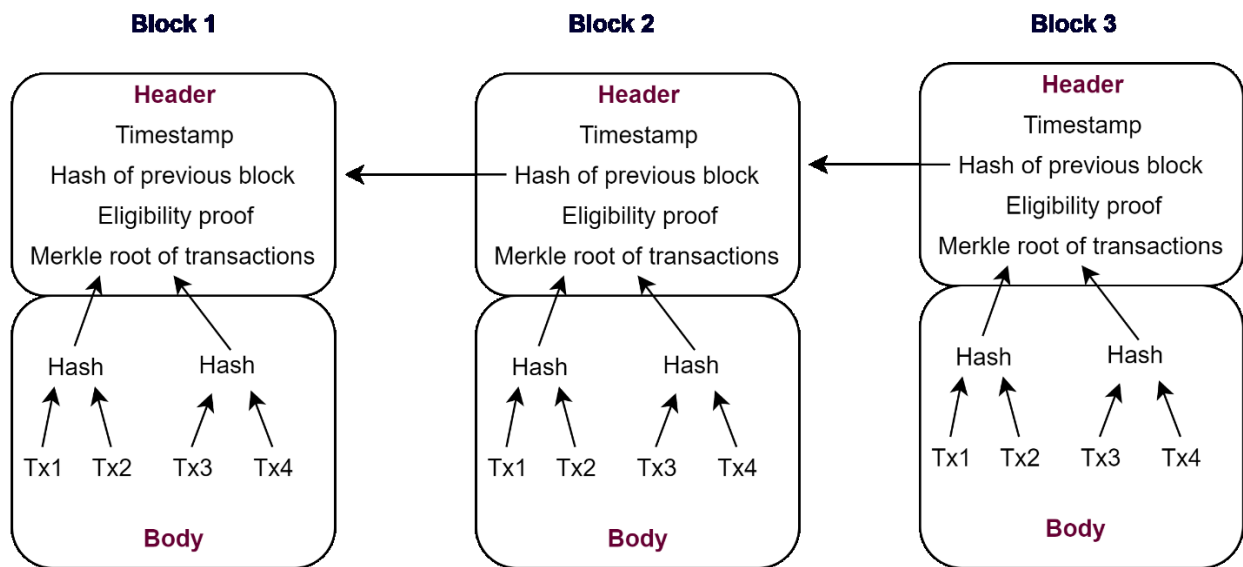 Block 1
Header
Timestamp
Hash of previous block
Eligibility proof
Merkle root of transactions
Hash Hash
Tx1 Tx2 Tx3 Tx4
Body
Block 2
Header
Timestamp
Hash of previous block
Eligibility proof
Merkle root of transactions
Hash Hash
Tx1 Tx2 Tx3 Tx4
Body
Block 3
Header
Timestamp
Hash of previous block
Eligibility proof
Merkle root of transactions
Hash Hash
Tx1 Tx2 Tx3 Tx4
Body